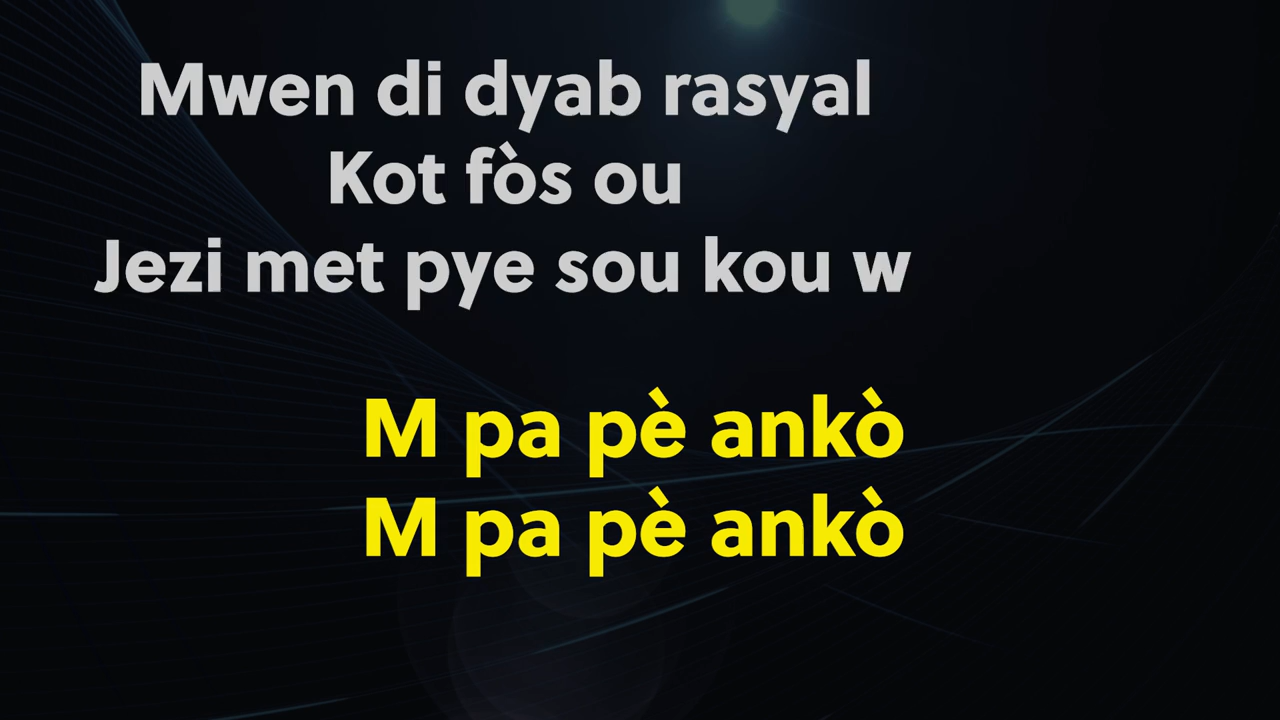 Mwen di dyab rasyal
Kot fòs ou
Jezi met pye sou kou w
M pa pè ankò
M pa pè ankò